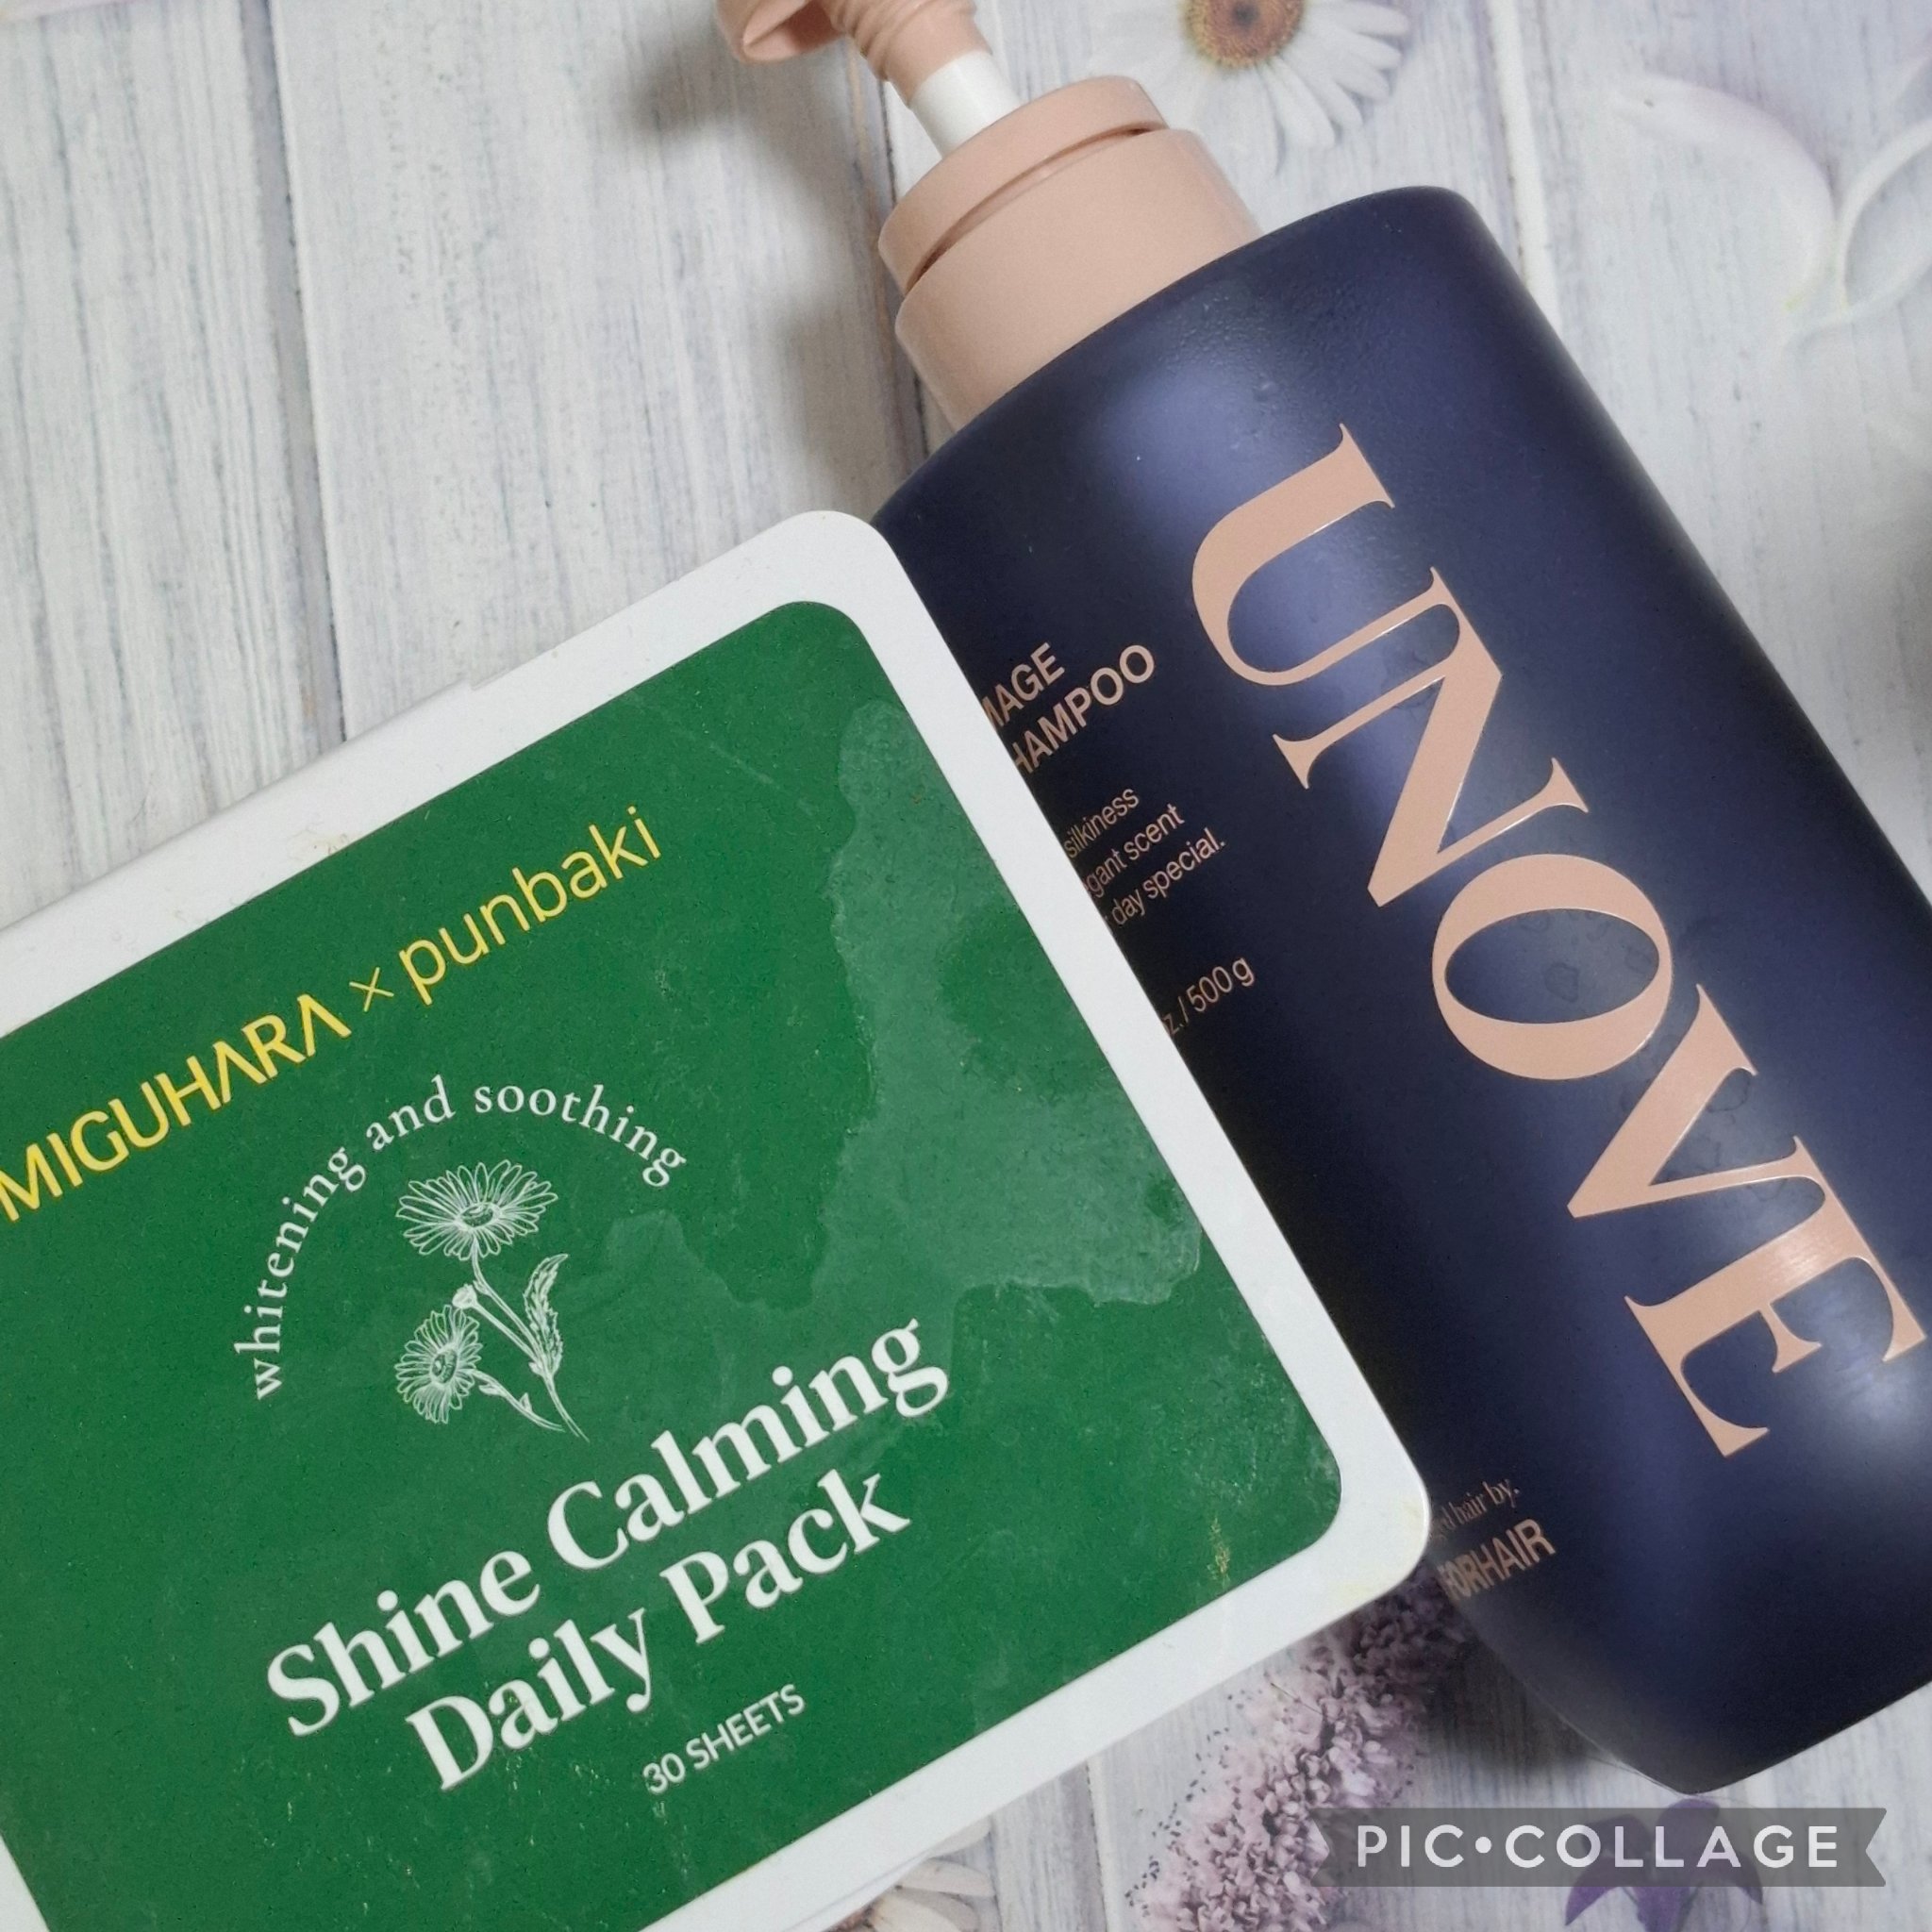 MIGUHARA × punbaki
whitening and soothing
Shine Calming
Daily Pack
30 SHEETS
UNOVE
MAGE
HAMPOO
silkiness
gant scent
day special.
z. / 500 g
hair by.
FORHAIR
PIC•COLLAGE